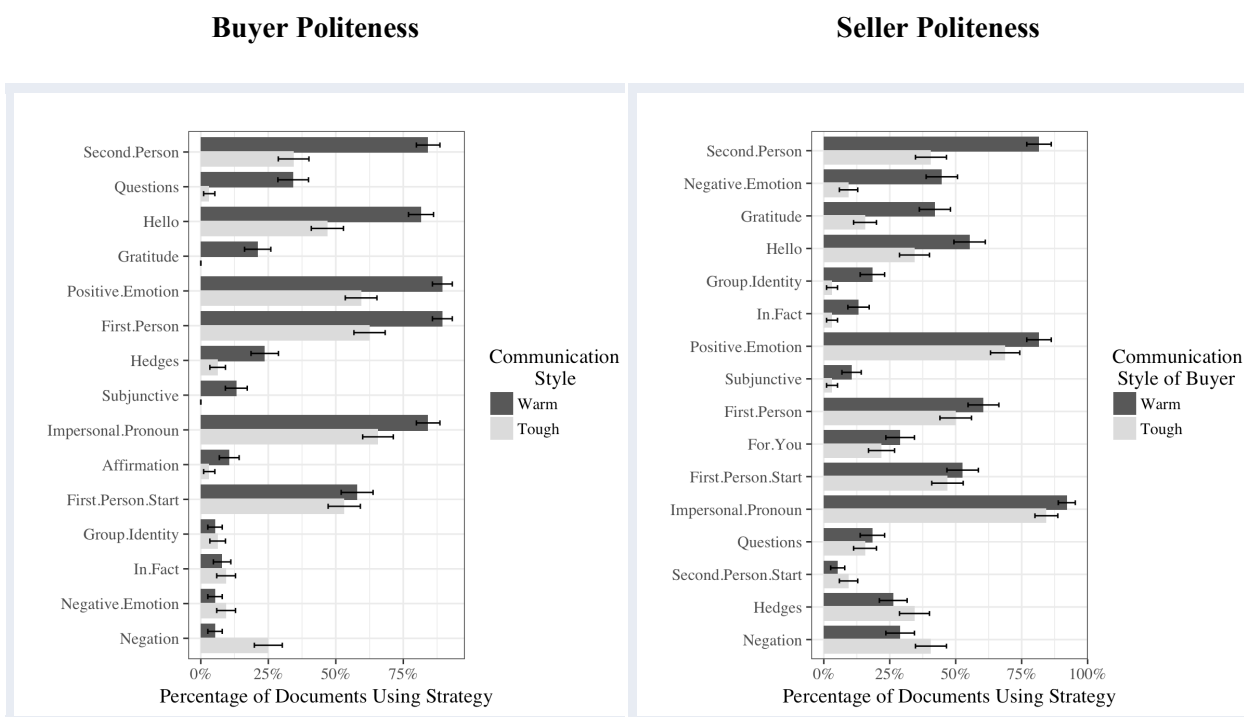 Buyer Politeness
Second.Person
Questions
Hello
Gratitude
Positive.Emotion
First.Person
Hedges
Subjunctive
Impersonal.Pronoun
Affirmation
First.Person.Start
Group.Identity
In.Fact
Negative.Emotion
Negation
0% 25% 50% 75%
Percentage of Documents Using Strategy
Communication
Style
Warm
Tough
Seller Politeness
Second.Person
Negative.Emotion
Gratitude
Hello
Group.Identity
In.Fact
Positive.Emotion
Subjunctive
First.Person
For.You
First.Person.Start
Impersonal.Pronoun
Questions
Second.Person.Start
Hedges
Negation
0% 25% 50% 75% 100%
Percentage of Documents Using Strategy
Communication
Style of Buyer
Warm
Tough